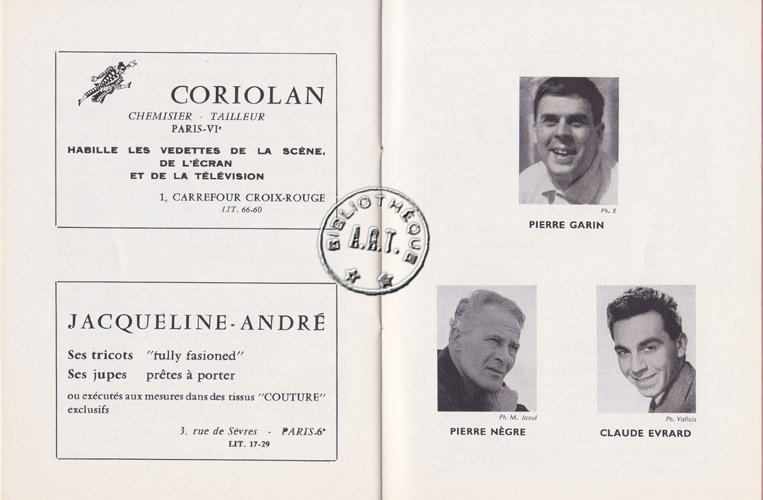 CORIOLAN
CHEMISIER - TAILLEUR
PARIS-VIe
HABILLE LES VEDETTES DE LA SCÈNE,
DE L'ÉCRAN
ET DE LA TÉLÉVISION
1, CARREFOUR CROIX-ROUGE
LIT. 66-60
JACQUELINE-ANDRÉ
Ses tricots "fully fasioned"
Ses jupes prêtes à porter
ou exécutés aux mesures dans des tissus "COUTURE"
exclusifs
3, rue de Sèvres - PARIS-6e
LIT. 17-29
BIBLIOTHÈQUE
A.R.T.
Ph. X
PIERRE GARIN
Ph. M. Jaouf
PIERRE NÈGRE
Ph. Vallois
CLAUDE EVRARD